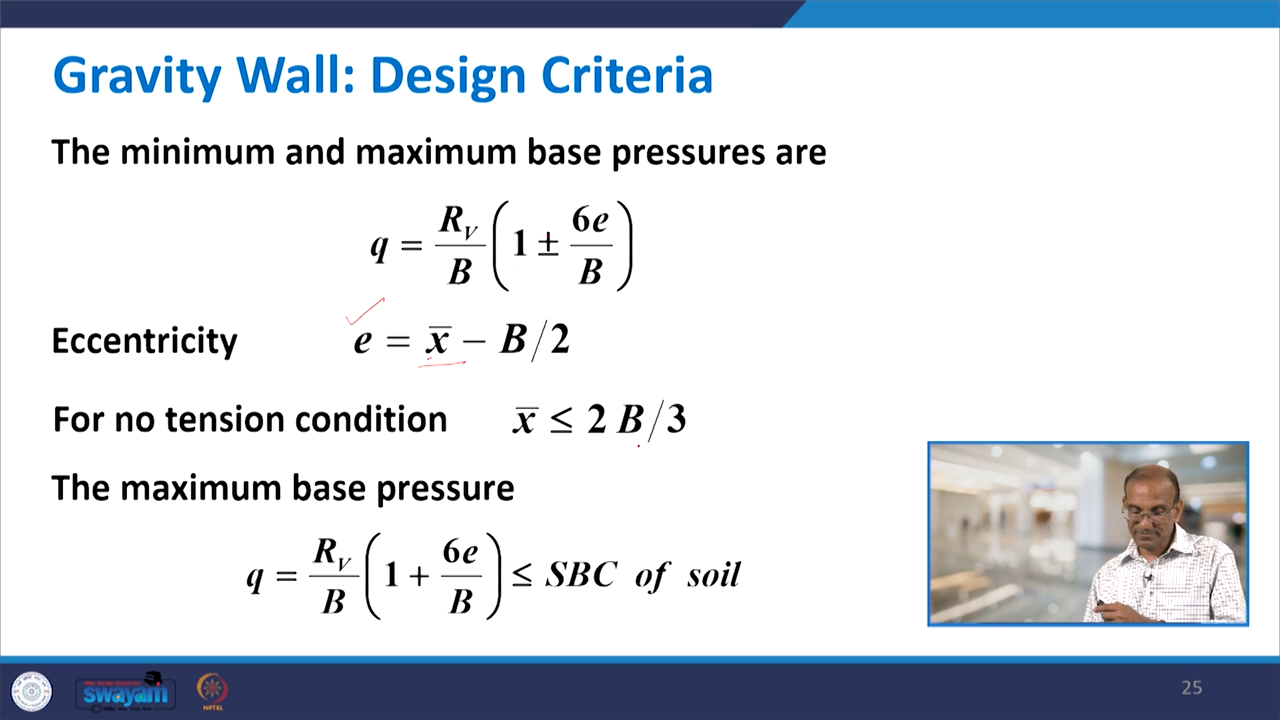 Gravity Wall: Design Criteria
The minimum and maximum base pressures are
q = R_V / B (1 ± 6e / B)
Eccentricity e = x̄ − B/2
For no tension condition x̄ ≤ 2 B/3
The maximum base pressure
q = R_V / B (1 + 6e / B) ≤ SBC of soil
swayam
NPTEL
25